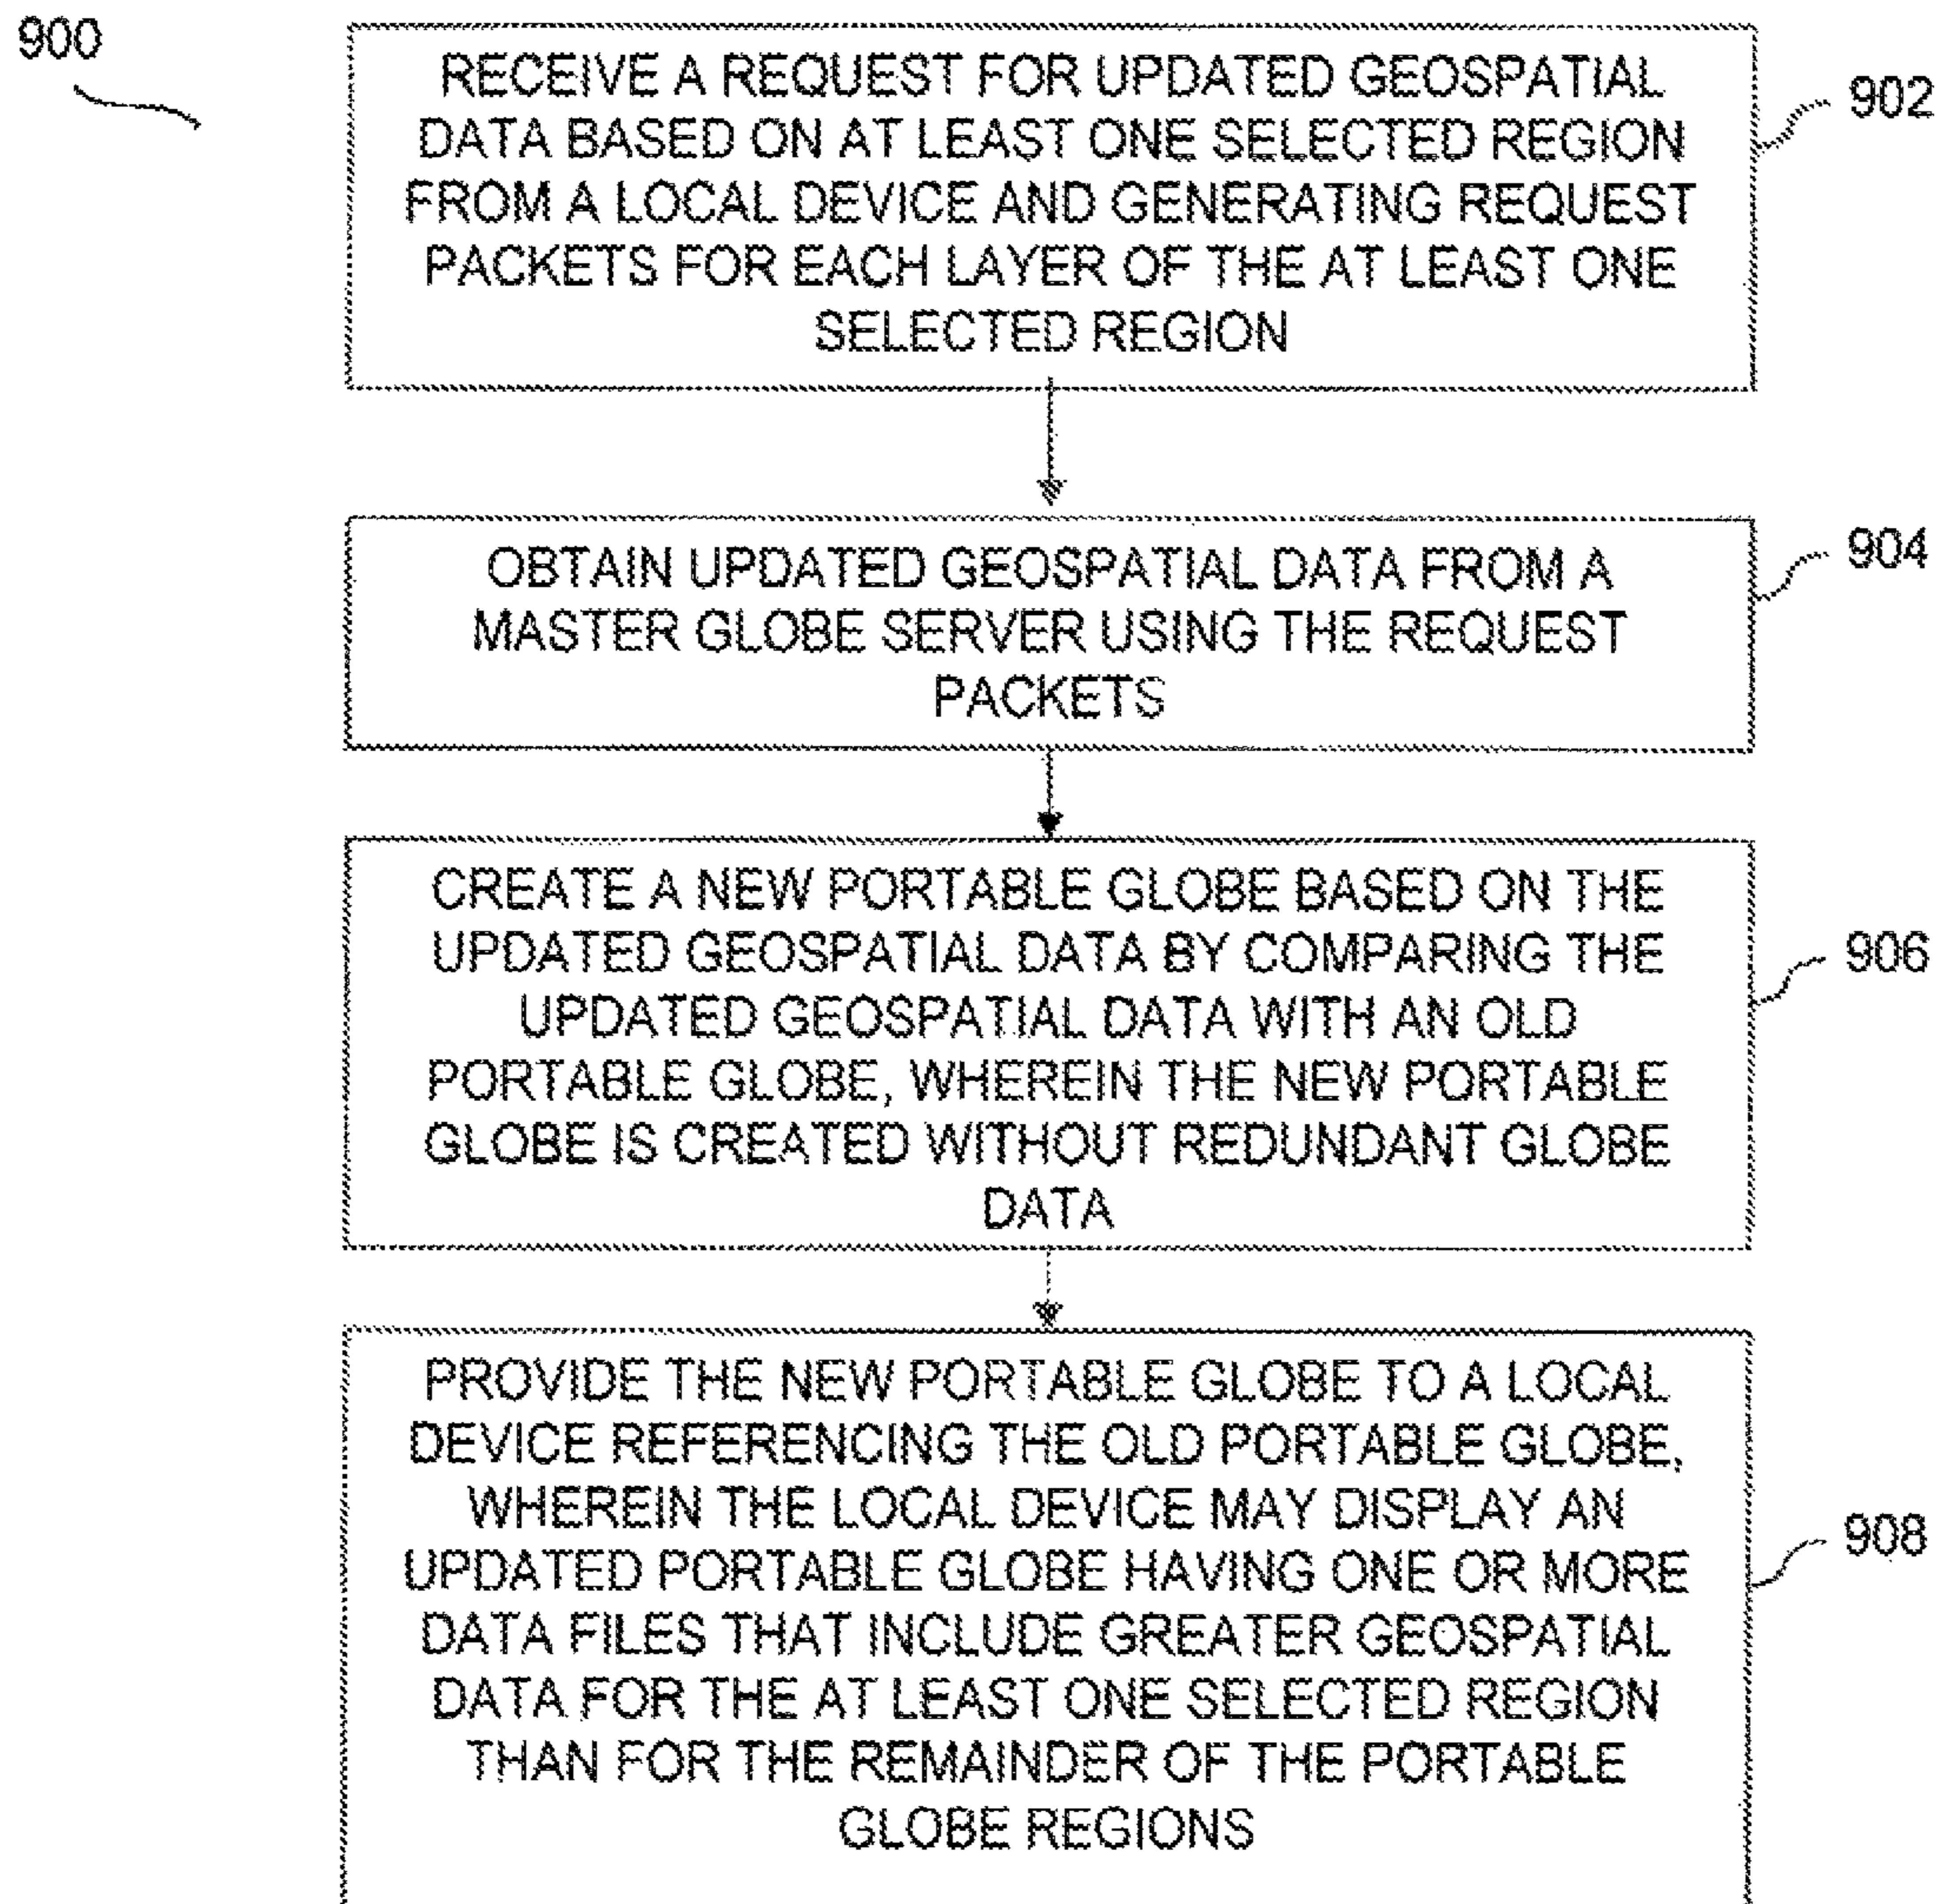 900
RECEIVE A REQUEST FOR UPDATED GEOSPATIAL
DATA BASED ON AT LEAST ONE SELECTED REGION
FROM A LOCAL DEVICE AND GENERATING REQUEST
PACKETS FOR EACH LAYER OF THE AT LEAST ONE
SELECTED REGION
902
OBTAIN UPDATED GEOSPATIAL DATA FROM A
MASTER GLOBE SERVER USING THE REQUEST
PACKETS
904
CREATE A NEW PORTABLE GLOBE BASED ON THE
UPDATED GEOSPATIAL DATA BY COMPARING THE
UPDATED GEOSPATIAL DATA WITH AN OLD
PORTABLE GLOBE, WHEREIN THE NEW PORTABLE
GLOBE IS CREATED WITHOUT REDUNDANT GLOBE
DATA
906
PROVIDE THE NEW PORTABLE GLOBE TO A LOCAL
DEVICE REFERENCING THE OLD PORTABLE GLOBE,
WHEREIN THE LOCAL DEVICE MAY DISPLAY AN
UPDATED PORTABLE GLOBE HAVING ONE OR MORE
DATA FILES THAT INCLUDE GREATER GEOSPATIAL
DATA FOR THE AT LEAST ONE SELECTED REGION
THAN FOR THE REMAINDER OF THE PORTABLE
GLOBE REGIONS
908